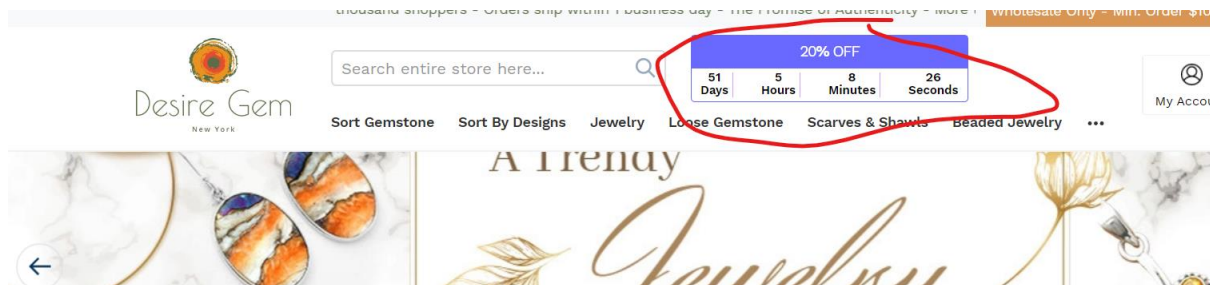 thousand shoppers - Orders ship within 1 business day - The Promise of Authenticity - More
Wholesale Only - Min. Order $10
20% OFF
Search entire store here...
51 5 8 26
Days Hours Minutes Seconds
Desire Gem
New York
My Accou
Sort Gemstone Sort By Designs Jewelry Loose Gemstone Scarves & Shawls Beaded Jewelry •••
A Trendy
Jewelry